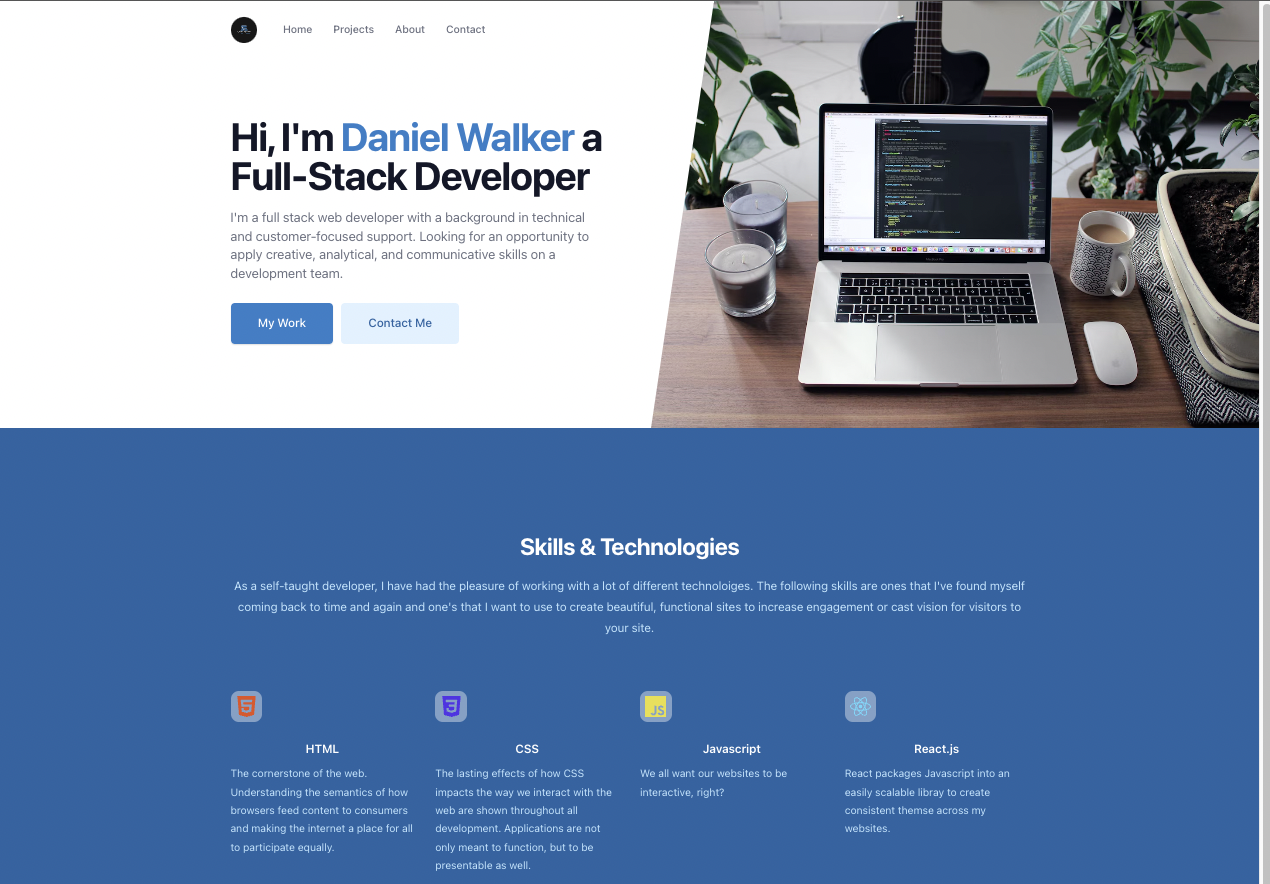 Home Projects About Contact
Hi, I'm Daniel Walker a
Full-Stack Developer
I'm a full stack web developer with a background in technical
and customer-focused support. Looking for an opportunity to
apply creative, analytical, and communicative skills on a
development team.
My Work Contact Me
Skills & Technologies
As a self-taught developer, I have had the pleasure of working with a lot of different technoloiges. The following skills are ones that I've found myself
coming back to time and again and one's that I want to use to create beautiful, functional sites to increase engagement or cast vision for visitors to
your site.
JS
HTML
The cornerstone of the web.
Understanding the semantics of how
browsers feed content to consumers
and making the internet a place for all
to participate equally.
CSS
The lasting effects of how CSS
impacts the way we interact with the
web are shown throughout all
development. Applications are not
only meant to function, but to be
presentable as well.
Javascript
We all want our websites to be
interactive, right?
React.js
React packages Javascript into an
easily scalable libray to create
consistent themse across my
websites.